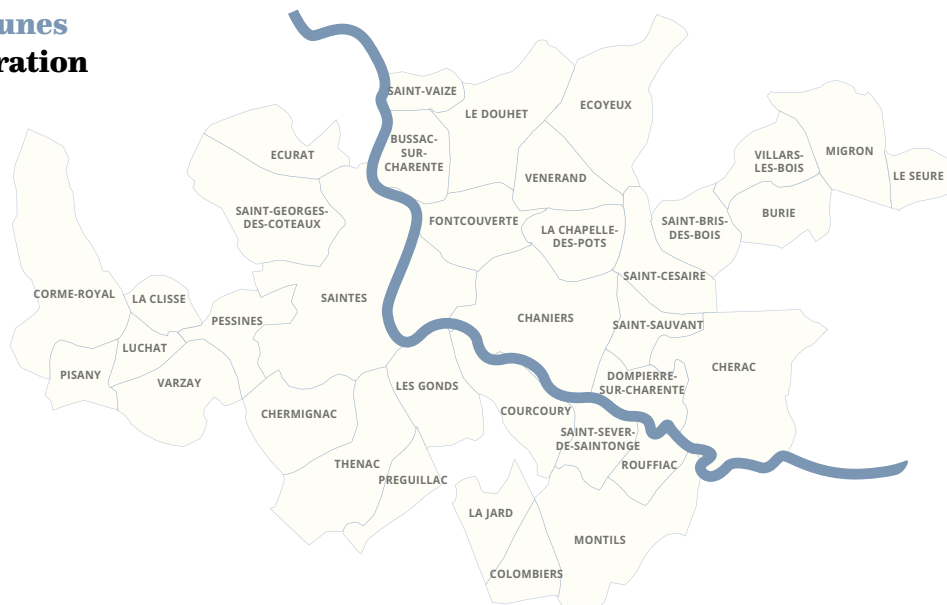 unes
ration
SAINT-VAIZE
LE DOUHET
ECOYEUX
BUSSAC-
SUR-
CHARENTE
ECURAT
VENERAND
VILLARS-
LES-BOIS
MIGRON
LE SEURE
SAINT-GEORGES-
DES-COTEAUX
FONTCOUVERTE
LA CHAPELLE-
DES-POTS
SAINT-BRIS-
DES-BOIS
BURIE
SAINT-CESAIRE
CORME-ROYAL
LA CLISSE
SAINTES
PESSINES
CHANIERS
SAINT-SAUVANT
LUCHAT
PISANY
VARZAY
LES GONDS
DOMPIERRE-
SUR-CHARENTE
CHERAC
CHERMIGNAC
COURCOURY
SAINT-SEVER-
DE-SAINTONGE
THENAC
ROUFFIAC
PREGUILLAC
LA JARD
MONTILS
COLOMBIERS